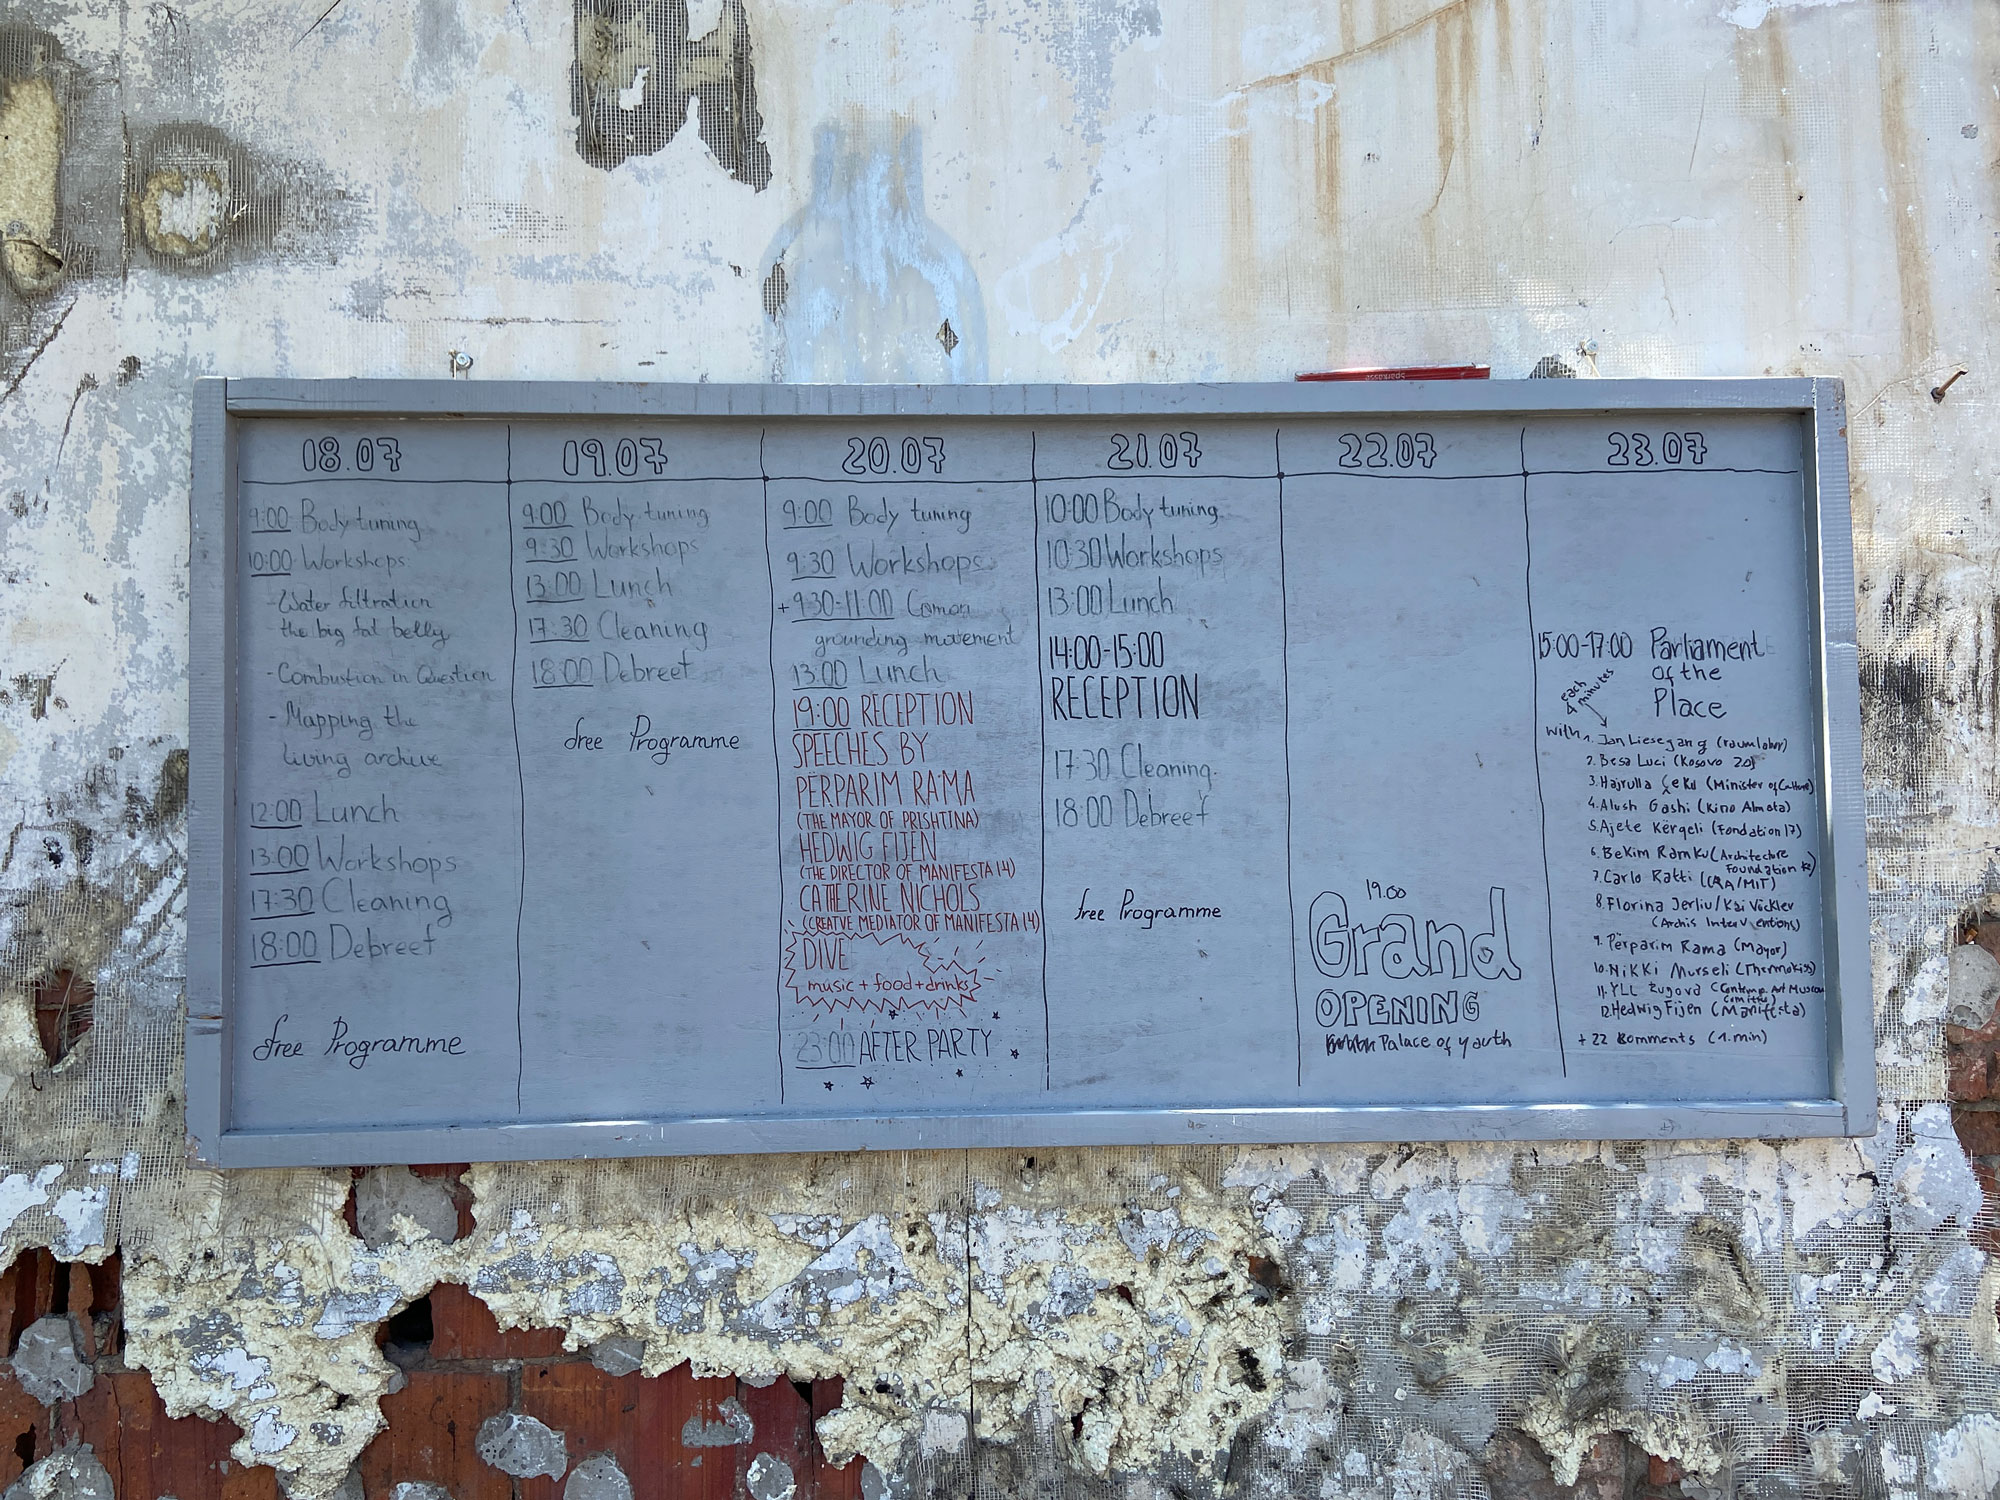 Sparkasse
18.07
9:00 Body tuning
10:00 Workshops:
- Water filtration
the big fat belly
- Combustion in Question
- Mapping the
living archive
12:00 Lunch
13:00 Workshops
17:30 Cleaning
18:00 Debreef
free Programme
19.07
9:00 Body tuning
9:30 Workshops
13:00 Lunch
17:30 Cleaning
18:00 Debreef
free Programme
20.07
9:00 Body tuning
9:30 Workshops
+ 9:30-11:00 Comon
grounding movement
13:00 Lunch
19:00 RECEPTION
SPEECHES BY
PËRPARIM RAMA
(THE MAYOR OF PRISHTINA)
HEDWIG FIJEN
(THE DIRECTOR OF MANIFESTA 14)
CATHERINE NICHOLS
(CREATVE MEDIATOR OF MANIFESTA 14)
DIVE
music + food + drinks
23:00 AFTER PARTY
21.07
10:00 Body tuning
10:30 Workshops
13:00 Lunch
14:00-15:00
RECEPTION
17:30 Cleaning
18:00 Debreef
free Programme
22.07
19.00
Grand
OPENING
Palace of youth
23.07
15:00-17:00 Parliament
of the
Place
each
4 minutes
with 1. Jan Liesegang (raumlabor)
2. Besa Luci (Kosovo 2.0)
3. Hajrulla Çeku (Minister of Culture)
4. Alush Gashi (Kino Almata)
5. Ajete Kërqeli (Fondation 17)
6. Bekim Ramku (Architecture
Foundation)
7. Carlo Ratti (CRA/MIT)
8. Florina Jerliu/Kai Vöckler
(Archis Interventions)
9. Përparim Rama (Mayor)
10. Nikki Murseli (Thermokiss)
11. YLL Rugova (Contemp. Art Museum
Comittee)
12. Hedwig Fijen (Manifesta)
+ 22 Komments (1.min)